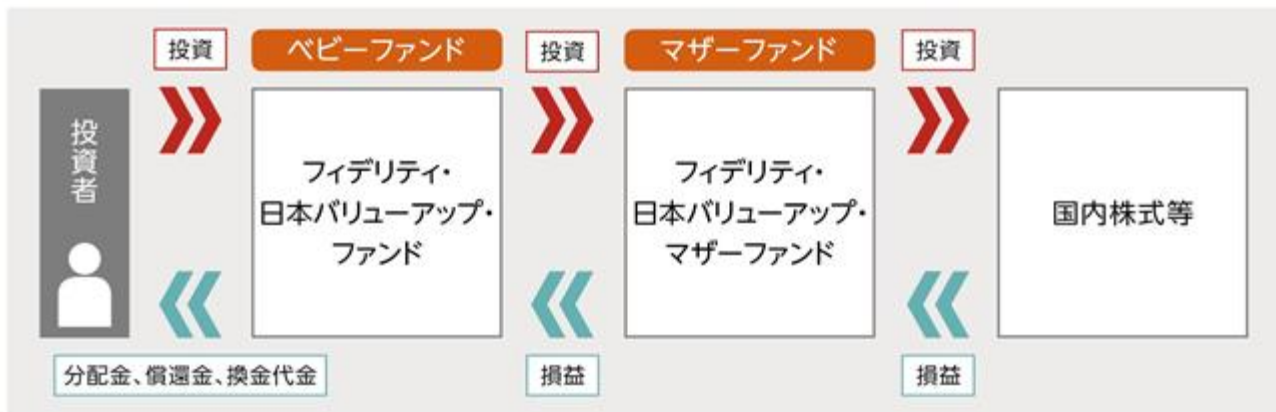 投資
ベビーファンド
投資
マザーファンド
投資
投資者
フィデリティ・
日本バリューアップ・
ファンド
フィデリティ・
日本バリューアップ・
マザーファンド
国内株式等
分配金、償還金、換金代金
損益
損益